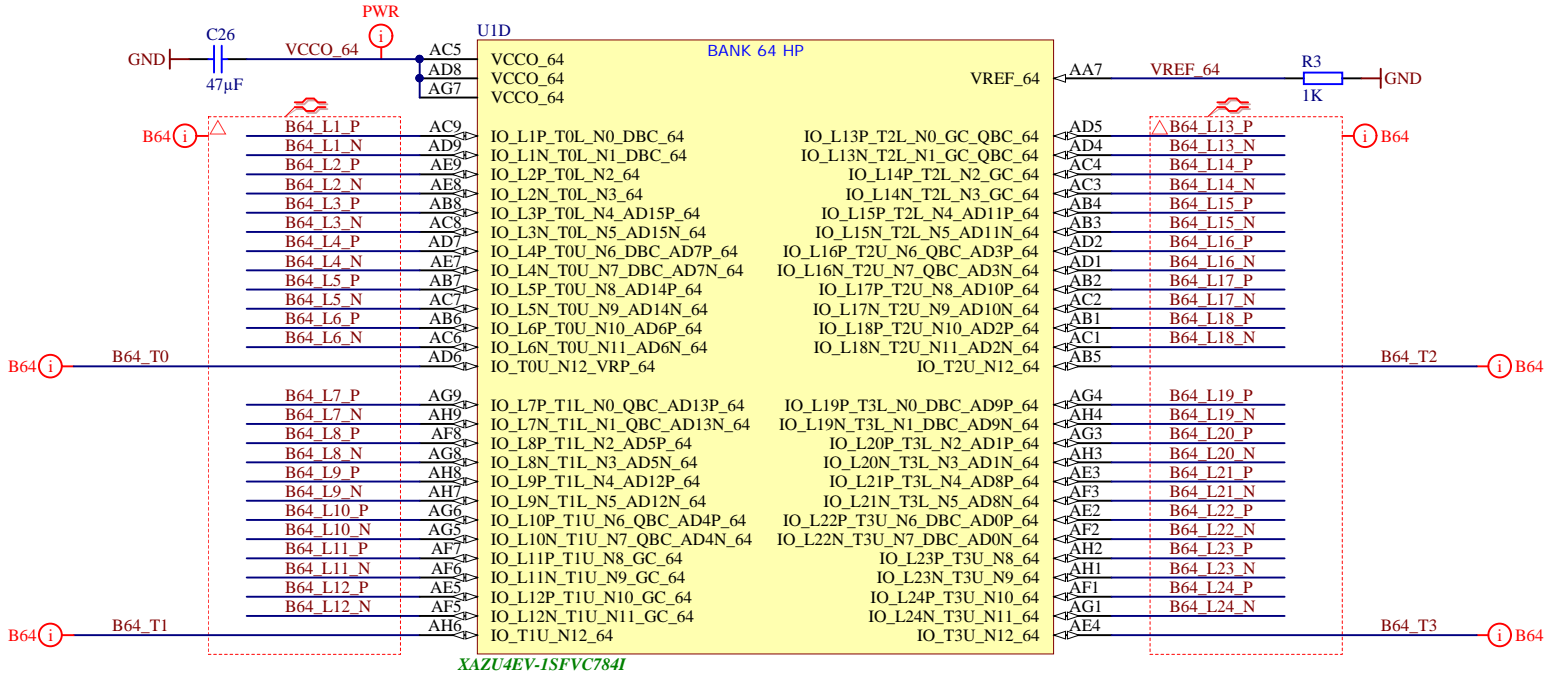 PWR
C26
GND
47µF
VCCO_64
U1D
BANK 64 HP
AC5 VCCO_64
AD8 VCCO_64
AG7 VCCO_64
VREF_64 AA7 VREF_64
R3
1K
GND
B64 i
B64_L1_P AC9 IO_L1P_T0L_N0_DBC_64
B64_L1_N AD9 IO_L1N_T0L_N1_DBC_64
B64_L2_P AE9 IO_L2P_T0L_N2_64
B64_L2_N AE8 IO_L2N_T0L_N3_64
B64_L3_P AB8 IO_L3P_T0L_N4_AD15P_64
B64_L3_N AC8 IO_L3N_T0L_N5_AD15N_64
B64_L4_P AD7 IO_L4P_T0U_N6_DBC_AD7P_64
B64_L4_N AE7 IO_L4N_T0U_N7_DBC_AD7N_64
B64_L5_P AB7 IO_L5P_T0U_N8_AD14P_64
B64_L5_N AC7 IO_L5N_T0U_N9_AD14N_64
B64_L6_P AB6 IO_L6P_T0U_N10_AD6P_64
B64_L6_N AC6 IO_L6N_T0U_N11_AD6N_64
B64 i B64_T0 AD6 IO_T0U_N12_VRP_64
B64_L7_P AG9 IO_L7P_T1L_N0_QBC_AD13P_64
B64_L7_N AH9 IO_L7N_T1L_N1_QBC_AD13N_64
B64_L8_P AF8 IO_L8P_T1L_N2_AD5P_64
B64_L8_N AG8 IO_L8N_T1L_N3_AD5N_64
B64_L9_P AH8 IO_L9P_T1L_N4_AD12P_64
B64_L9_N AH7 IO_L9N_T1L_N5_AD12N_64
B64_L10_P AG6 IO_L10P_T1U_N6_QBC_AD4P_64
B64_L10_N AG5 IO_L10N_T1U_N7_QBC_AD4N_64
B64_L11_P AF7 IO_L11P_T1U_N8_GC_64
B64_L11_N AF6 IO_L11N_T1U_N9_GC_64
B64_L12_P AE5 IO_L12P_T1U_N10_GC_64
B64_L12_N AF5 IO_L12N_T1U_N11_GC_64
B64 i B64_T1 AH6 IO_T1U_N12_64
IO_L13P_T2L_N0_GC_QBC_64 AD5 B64_L13_P
i B64
IO_L13N_T2L_N1_GC_QBC_64 AD4 B64_L13_N
IO_L14P_T2L_N2_GC_64 AC4 B64_L14_P
IO_L14N_T2L_N3_GC_64 AC3 B64_L14_N
IO_L15P_T2L_N4_AD11P_64 AB4 B64_L15_P
IO_L15N_T2L_N5_AD11N_64 AB3 B64_L15_N
IO_L16P_T2U_N6_QBC_AD3P_64 AD2 B64_L16_P
IO_L16N_T2U_N7_QBC_AD3N_64 AD1 B64_L16_N
IO_L17P_T2U_N8_AD10P_64 AB2 B64_L17_P
IO_L17N_T2U_N9_AD10N_64 AC2 B64_L17_N
IO_L18P_T2U_N10_AD2P_64 AB1 B64_L18_P
IO_L18N_T2U_N11_AD2N_64 AC1 B64_L18_N
IO_T2U_N12_64 AB5 B64_T2 i B64
IO_L19P_T3L_N0_DBC_AD9P_64 AG4 B64_L19_P
IO_L19N_T3L_N1_DBC_AD9N_64 AH4 B64_L19_N
IO_L20P_T3L_N2_AD1P_64 AG3 B64_L20_P
IO_L20N_T3L_N3_AD1N_64 AH3 B64_L20_N
IO_L21P_T3L_N4_AD8P_64 AE3 B64_L21_P
IO_L21N_T3L_N5_AD8N_64 AF3 B64_L21_N
IO_L22P_T3U_N6_DBC_AD0P_64 AE2 B64_L22_P
IO_L22N_T3U_N7_DBC_AD0N_64 AF2 B64_L22_N
IO_L23P_T3U_N8_64 AH2 B64_L23_P
IO_L23N_T3U_N9_64 AH1 B64_L23_N
IO_L24P_T3U_N10_64 AF1 B64_L24_P
IO_L24N_T3U_N11_64 AG1 B64_L24_N
IO_T3U_N12_64 AE4 B64_T3 i B64
XAZU4EV-1SFVC784I